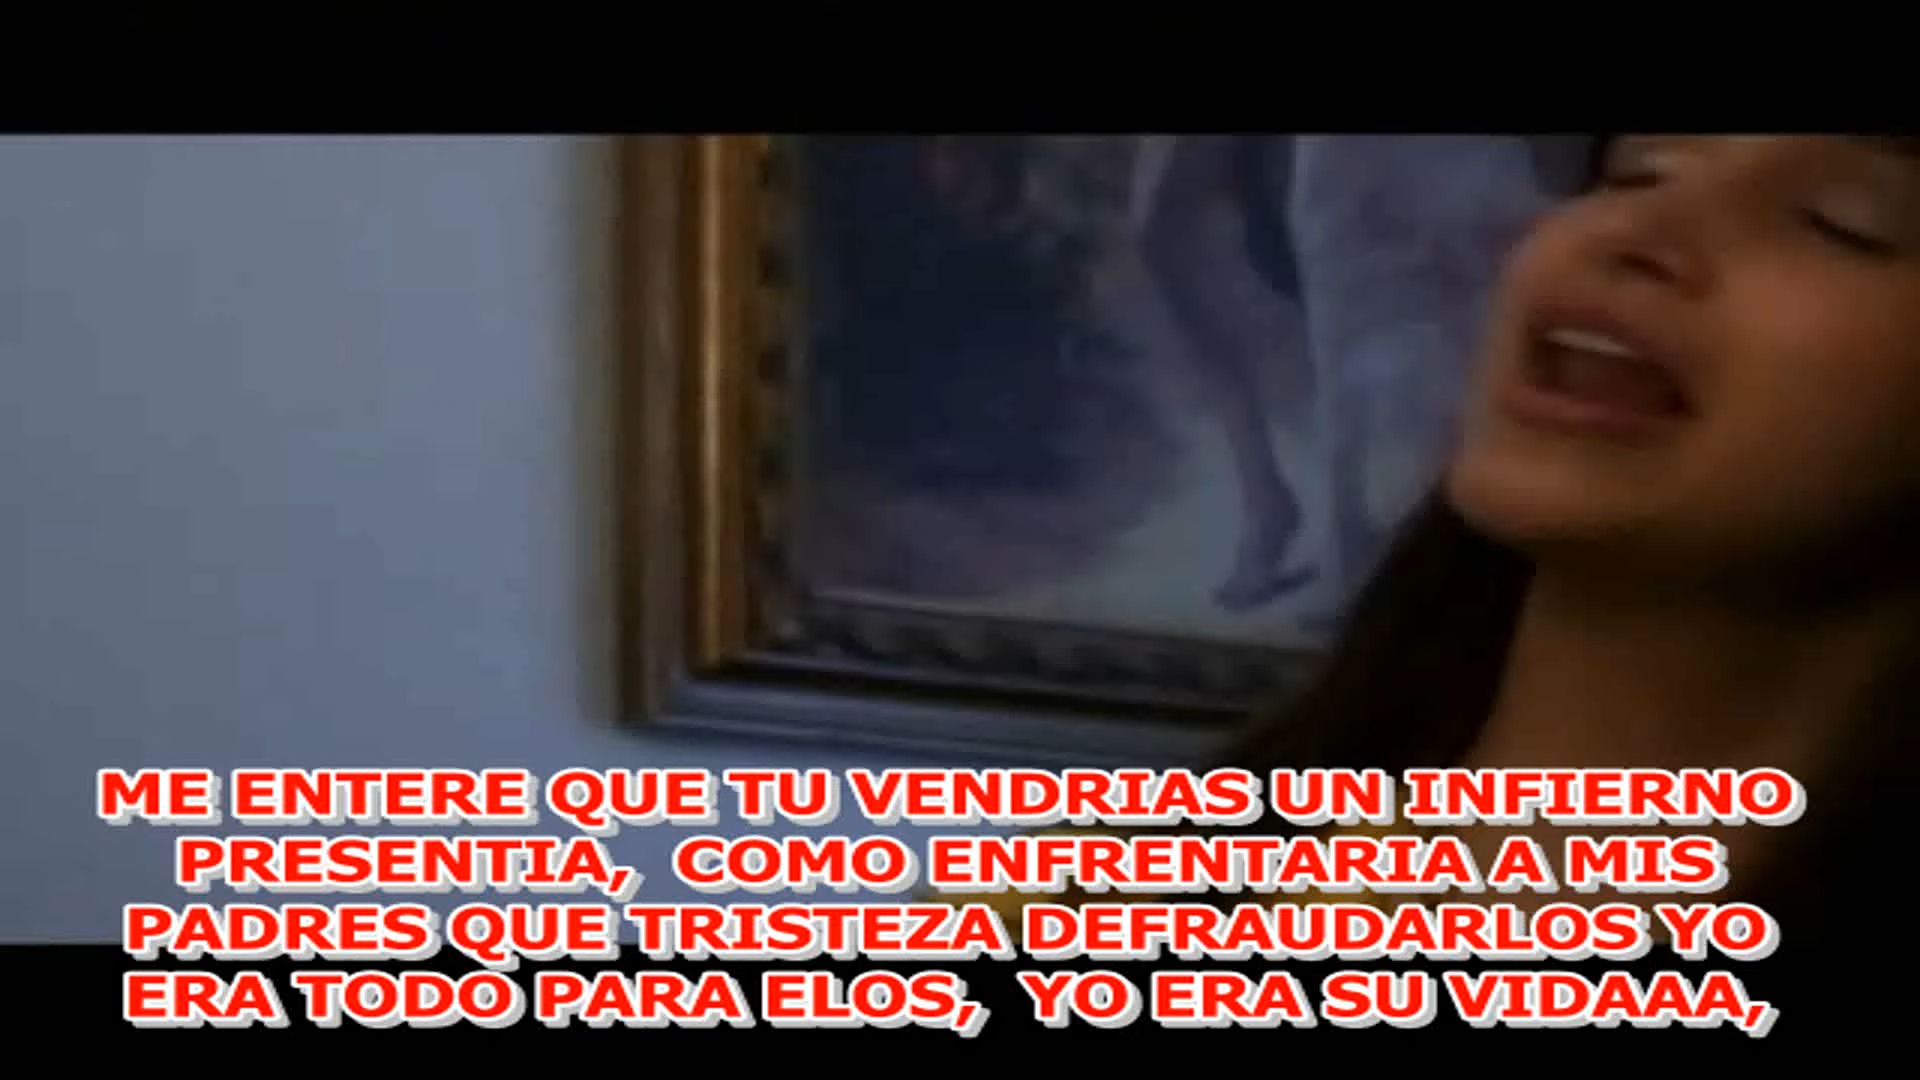 ME ENTERE QUE TU VENDRIAS UN INFIERNO
PRESENTIA, COMO ENFRENTARIA A MIS
PADRES QUE TRISTEZA DEFRAUDARLOS YO
ERA TODO PARA ELOS, YO ERA SU VIDAAA,